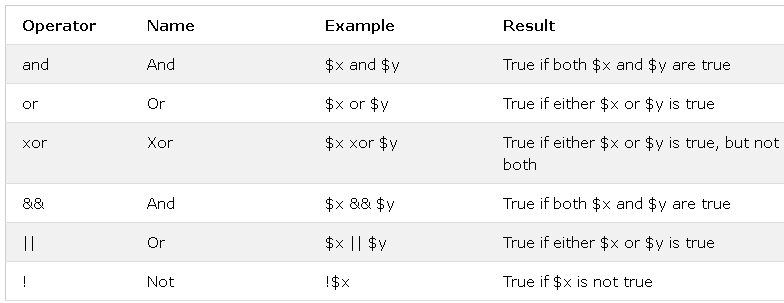 Operator Name Example Result
and And $x and $y True if both $x and $y are true
or Or $x or $y True if either $x or $y is true
xor Xor $x xor $y True if either $x or $y is true, but not
both
&& And $x && $y True if both $x and $y are true
|| Or $x || $y True if either $x or $y is true
! Not !$x True if $x is not true